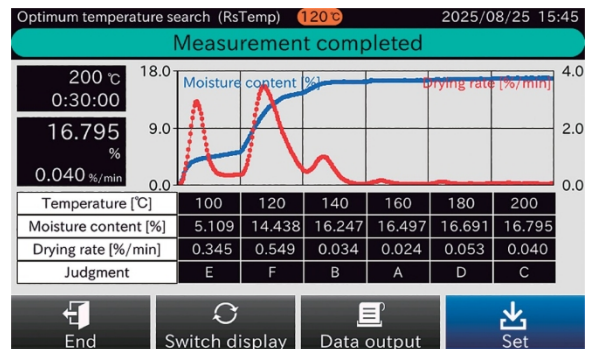 Optimum temperature search (RsTemp) 120℃ 2025/08/25 15:45
Measurement completed
200 ℃
0:30:00
16.795
%
0.040 %/min
18.0 Moisture content [%] Drying rate [%/min] 4.0
9.0 2.0
0.0 0.0
Temperature [℃] 100 120 140 160 180 200
Moisture content [%] 5.109 14.438 16.247 16.497 16.691 16.795
Drying rate [%/min] 0.345 0.549 0.034 0.024 0.053 0.040
Judgment E F B A D C
End Switch display Data output Set